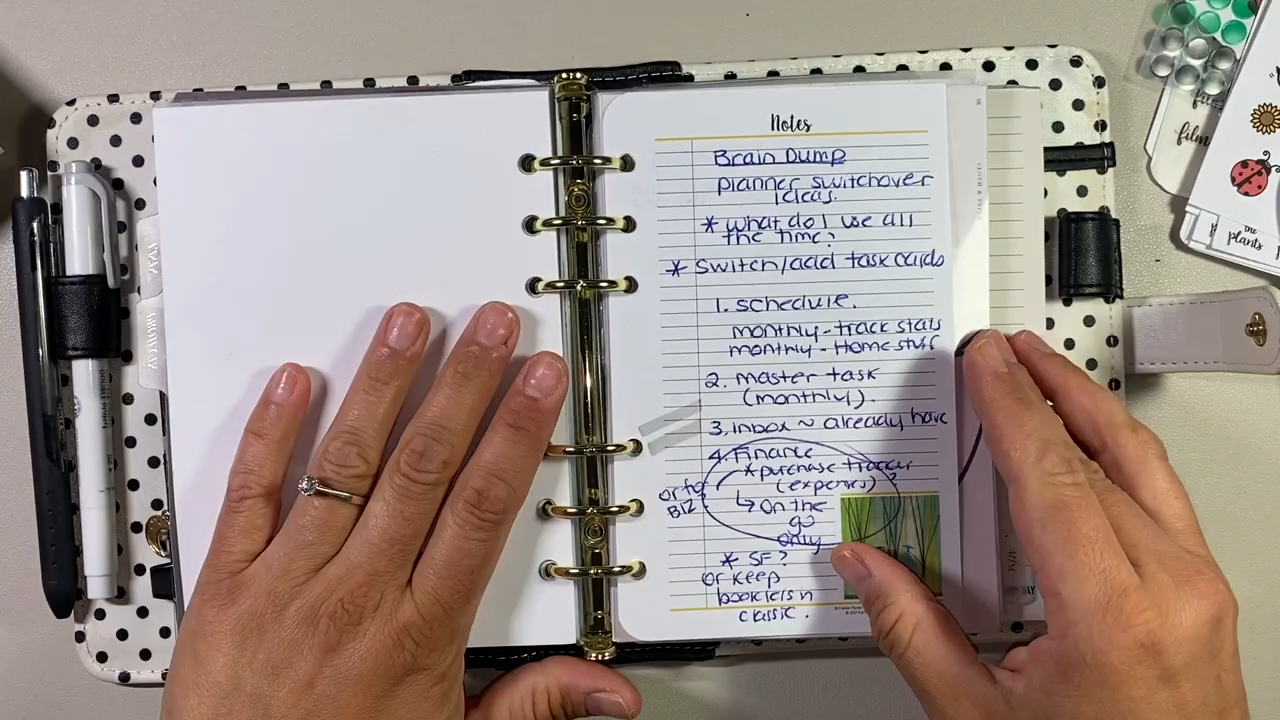 Notes
Brain Dump
planner switchover
ideas.
* what do I use all
the time?
* Switch/add task cards
1. schedule.
monthly - track stats
monthly - Home stuff
2. master task
(monthly).
3. inbox ~ already have
4. Finance
* purchase tracker
(expenses)?
or to
BIZ
↳ On the
go
only
* SF?
or keep
booklets in
classic.
film
the
plants